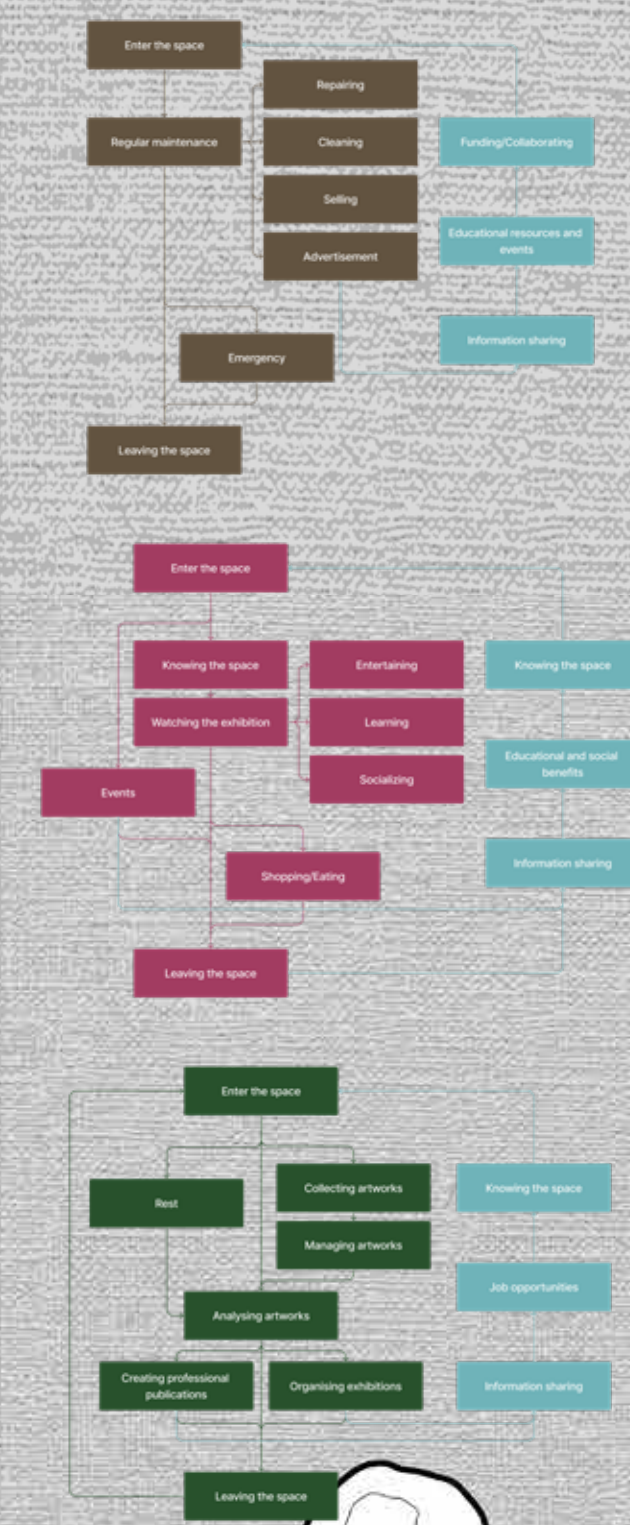 Enter the space
Repairing
Regular maintenance
Cleaning
Funding/Collaborating
Selling
Educational resources and
events
Advertisement
Information sharing
Emergency
Leaving the space
Enter the space
Knowing the space
Entertaining
Knowing the space
Watching the exhibition
Learning
Educational and social
benefits
Socializing
Events
Information sharing
Shopping/Eating
Leaving the space
Enter the space
Collecting artworks
Knowing the space
Rest
Managing artworks
Job opportunities
Analysing artworks
Creating professional
publications
Organising exhibitions
Information sharing
Leaving the space